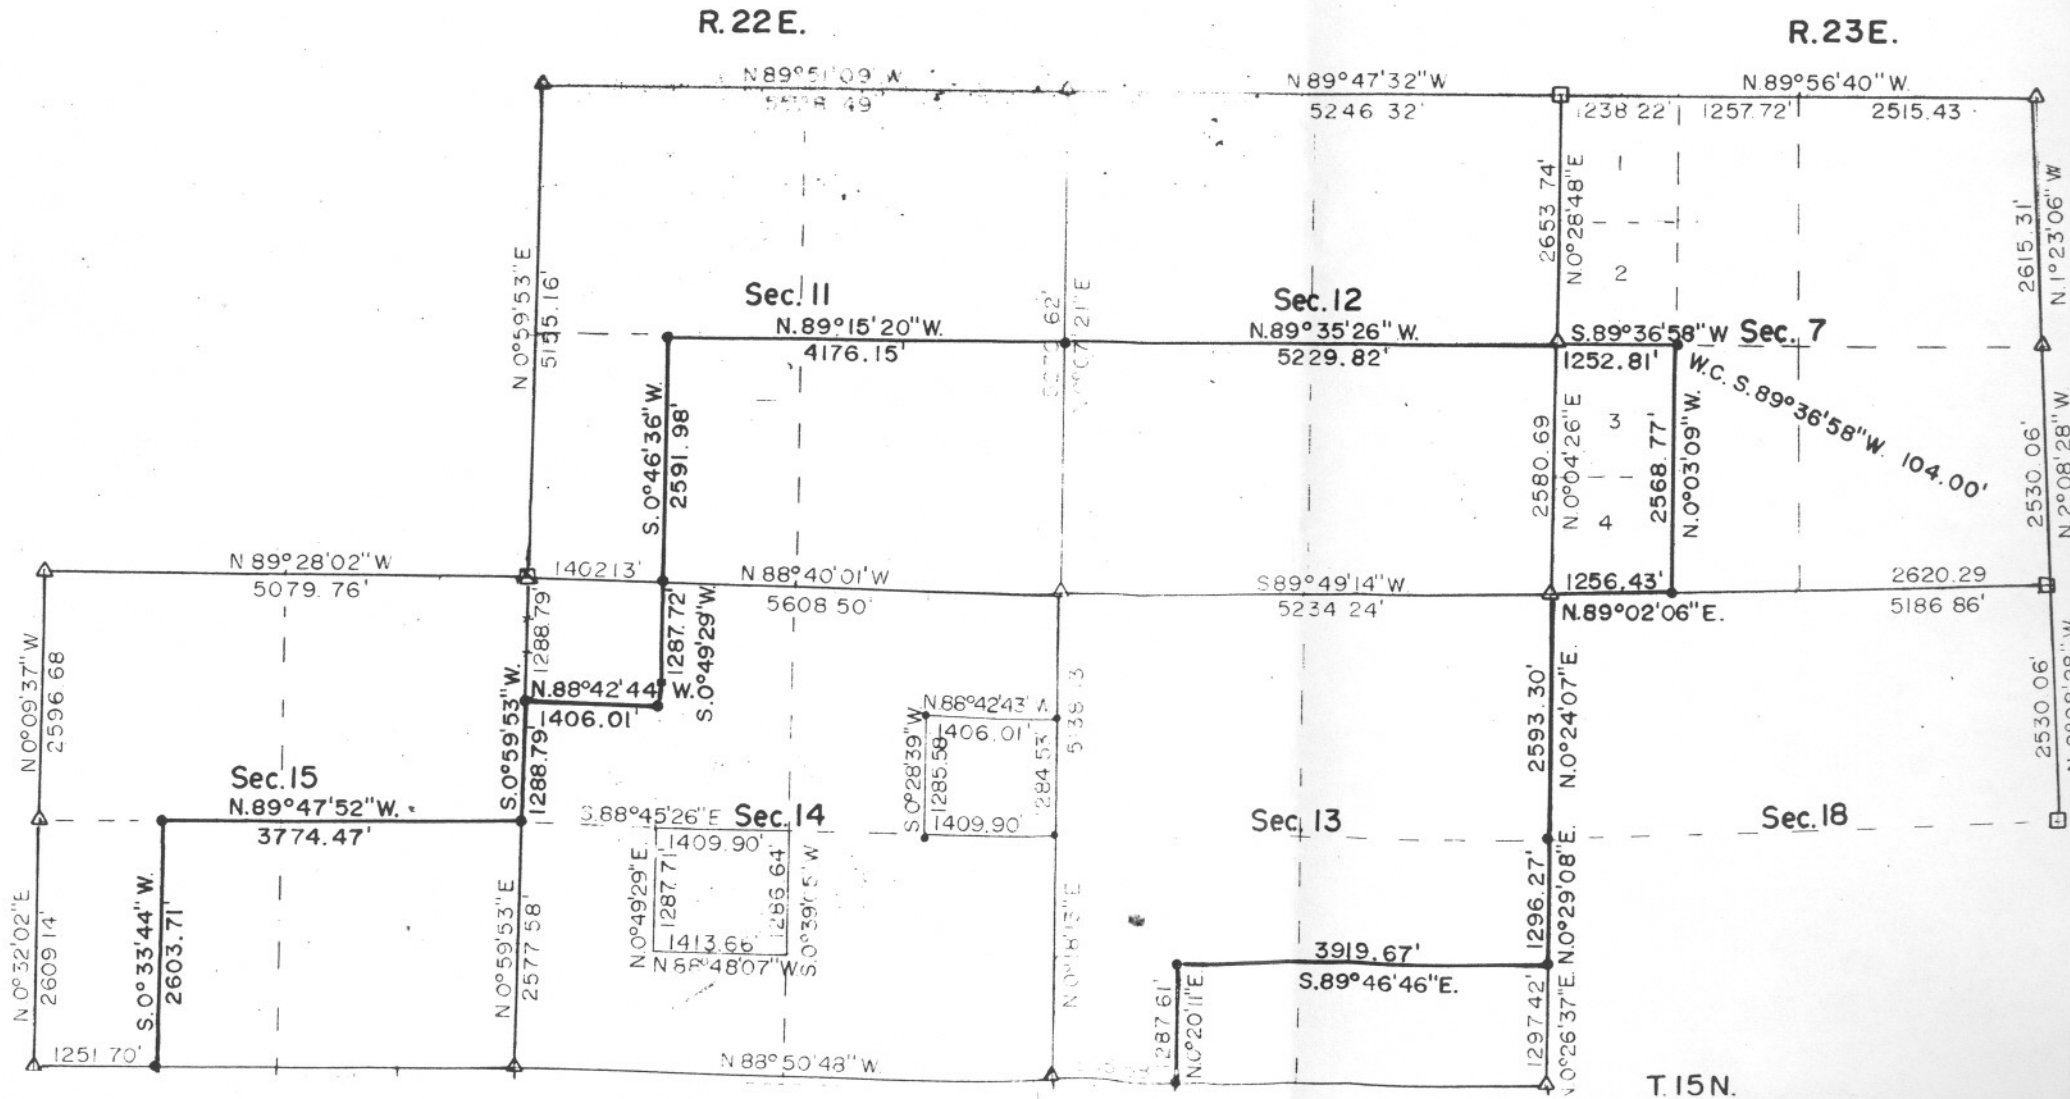 R. 22 E.
R. 23 E.
N 89°51'09" W
N 89°47'32" W
5246 32'
N. 89°56'40" W.
1238 22'
1257.72'
2515.43
N 0°59'53" E
5155.16'
2653 74'
N.0°28'48" E
1
2
2615.31'
N.1°23'06" W
Sec. 11
N.89°15'20" W.
4176.15'
Sec. 12
N.89°35'26" W.
5229.82'
S.89°36'58" W
1252.81'
Sec. 7
W.C. S.89°36'58" W. 104.00'
S.0°46'36" W.
2591.98'
2580.69
N.0°04'26" E
3
4
2568.77'
N.0°03'09" W.
2530.06'
N.2°08'28" W
N 89°28'02" W
5079.76'
1402 13'
N 88°40'01" W
5608 50'
S 89°49'14" W
5234 24'
1256.43'
N.89°02'06" E.
2620.29
5186 86'
N 0°09'37" W
2596.68
1288.79'
1287.72'
S.0°49'29" W.
N.88°42'44" W.
1406.01'
S.0°59'53" W.
1288.79'
N.88°42'43' W
1406.01'
S.0°28'39" W
1285.58'
1284.53'
5138 13
1409.90'
2593.30'
N.0°24'07" E.
2530.06'
Sec. 15
N.89°47'52" W.
3774.47'
S.88°45'26" E
1409.90'
Sec. 14
Sec. 13
Sec. 18
N 0°32'02" E
2609 14'
S.0°33'44" W.
2603.71'
N 0°59'53" E
2577 58'
N.0°49'29" E.
1287.71'
1286.64'
1413.66'
N 88°48'07" W
N 0°18'13" E
1296.27'
N.0°29'08" E.
3919.67'
S.89°46'46" E.
1287 61'
N.0°20'11" E
1297.42'
N.0°26'37" E.
1251 70'
N 88°50'48" W.
T. 15 N.